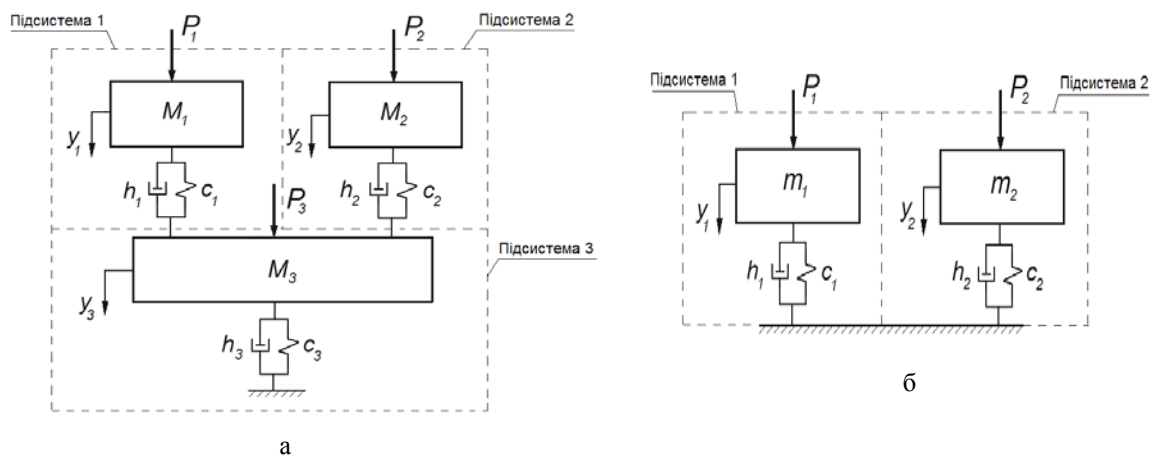 Підсистема 1 Підсистема 2
P1 P2
M1 M2
y1 y2
h1 c1 h2 c2
P3
M3
Підсистема 3
y3
h3 c3
а
Підсистема 1 Підсистема 2
P1 P2
m1 m2
y1 y2
h1 c1 h2 c2
б